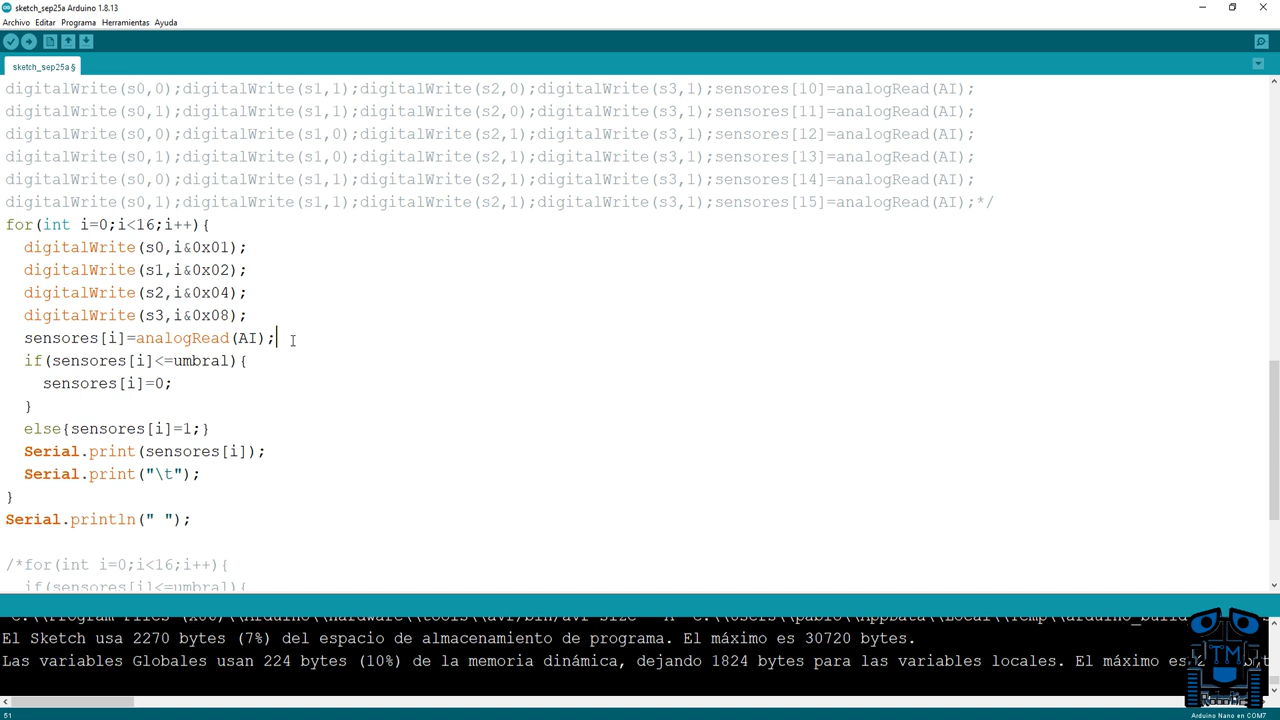 sketch_sep25a Arduino 1.8.13
Archivo Editar Programa Herramientas Ayuda
sketch_sep25a §
digitalWrite(s0,0);digitalWrite(s1,1);digitalWrite(s2,0);digitalWrite(s3,1);sensores[10]=analogRead(AI);
digitalWrite(s0,1);digitalWrite(s1,1);digitalWrite(s2,0);digitalWrite(s3,1);sensores[11]=analogRead(AI);
digitalWrite(s0,0);digitalWrite(s1,0);digitalWrite(s2,1);digitalWrite(s3,1);sensores[12]=analogRead(AI);
digitalWrite(s0,1);digitalWrite(s1,0);digitalWrite(s2,1);digitalWrite(s3,1);sensores[13]=analogRead(AI);
digitalWrite(s0,0);digitalWrite(s1,1);digitalWrite(s2,1);digitalWrite(s3,1);sensores[14]=analogRead(AI);
digitalWrite(s0,1);digitalWrite(s1,1);digitalWrite(s2,1);digitalWrite(s3,1);sensores[15]=analogRead(AI);*/
for(int i=0;i<16;i++){
digitalWrite(s0,i&0x01);
digitalWrite(s1,i&0x02);
digitalWrite(s2,i&0x04);
digitalWrite(s3,i&0x08);
sensores[i]=analogRead(AI);
if(sensores[i]<=umbral){
sensores[i]=0;
}
else{sensores[i]=1;}
Serial.print(sensores[i]);
Serial.print("\t");
}
Serial.println(" ");
/*for(int i=0;i<16;i++){
if(sensores[i]<=umbral){
El Sketch usa 2270 bytes (7%) del espacio de almacenamiento de programa. El máximo es 30720 bytes.
Las variables Globales usan 224 bytes (10%) de la memoria dinámica, dejando 1824 bytes para las variables locales. El máximo es
TM
51
Arduino Nano en COM7